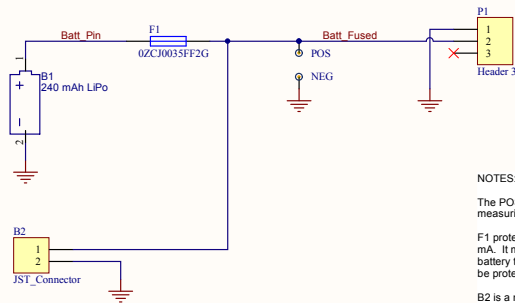 P1
Batt_Pin
F1
Batt_Fused
0ZCJ0035FF2G
POS
NEG
1
2
3
Header 3
1
B1
240 mAh LiPo
+
2
B2
1
2
JST_Connector
NOTES:
The PO
measuri
F1 prote
mA. It m
battery
be prote
B2 is a